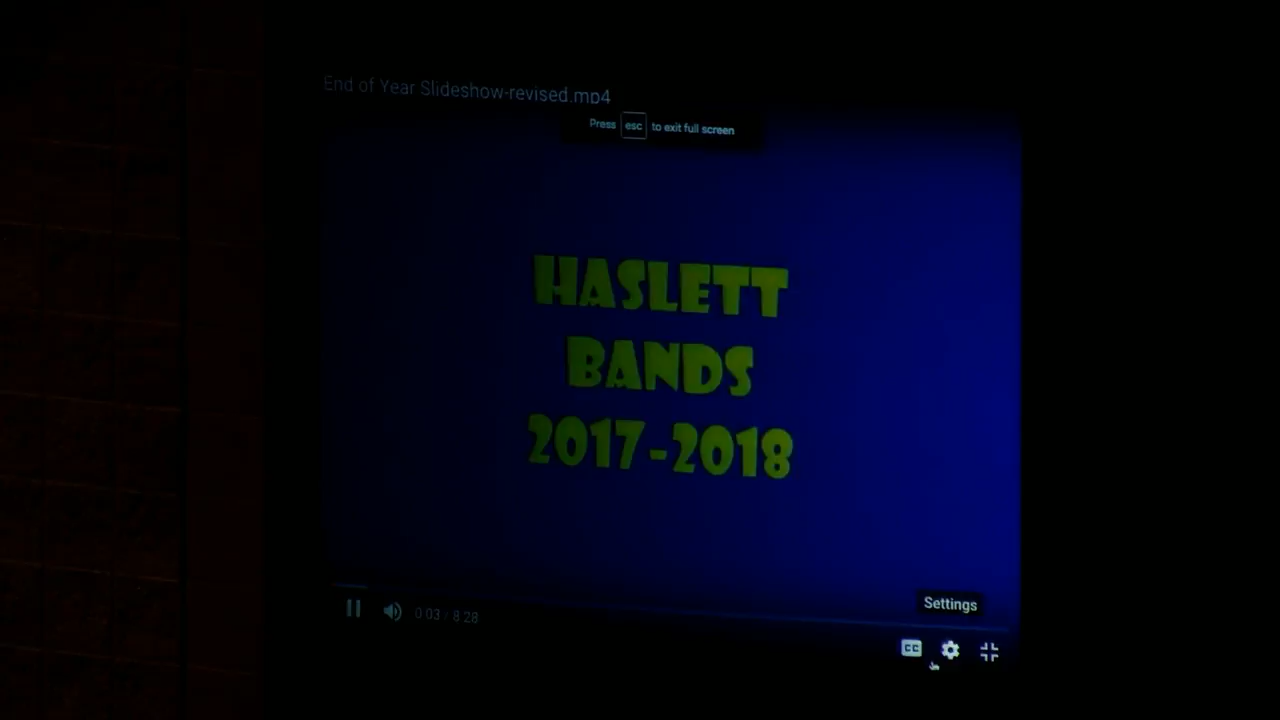 End of Year Slideshow-revised.mp4
Press esc to exit full screen
HASLETT
BANDS
2017-2018
Settings
0:03 / 8:28
CC